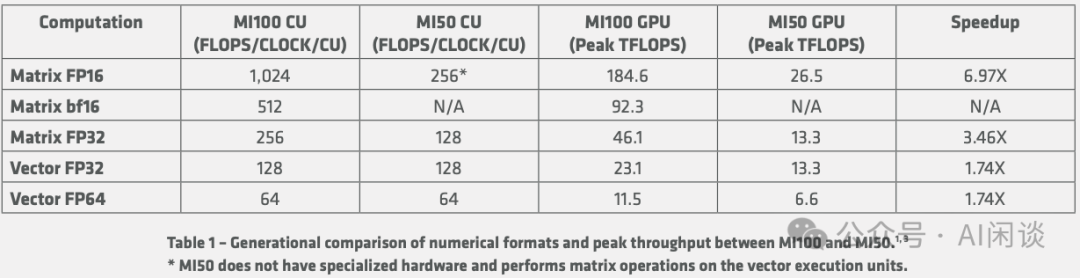 Computation MI100 CU MI50 CU MI100 GPU MI50 GPU Speedup
(FLOPS/CLOCK/CU) (FLOPS/CLOCK/CU) (Peak TFLOPS) (Peak TFLOPS)
Matrix FP16 1,024 256* 184.6 26.5 6.97X
Matrix bf16 512 N/A 92.3 N/A N/A
Matrix FP32 256 128 46.1 13.3 3.46X
Vector FP32 128 128 23.1 13.3 1.74X
Vector FP64 64 64 11.5 6.6 1.74X
Table 1 – Generational comparison of numerical formats and peak throughput between MI100 and MI50.¹,³
* MI50 does not have specialized hardware and performs matrix operations on the vector execution units.
公众号 · AI闲谈